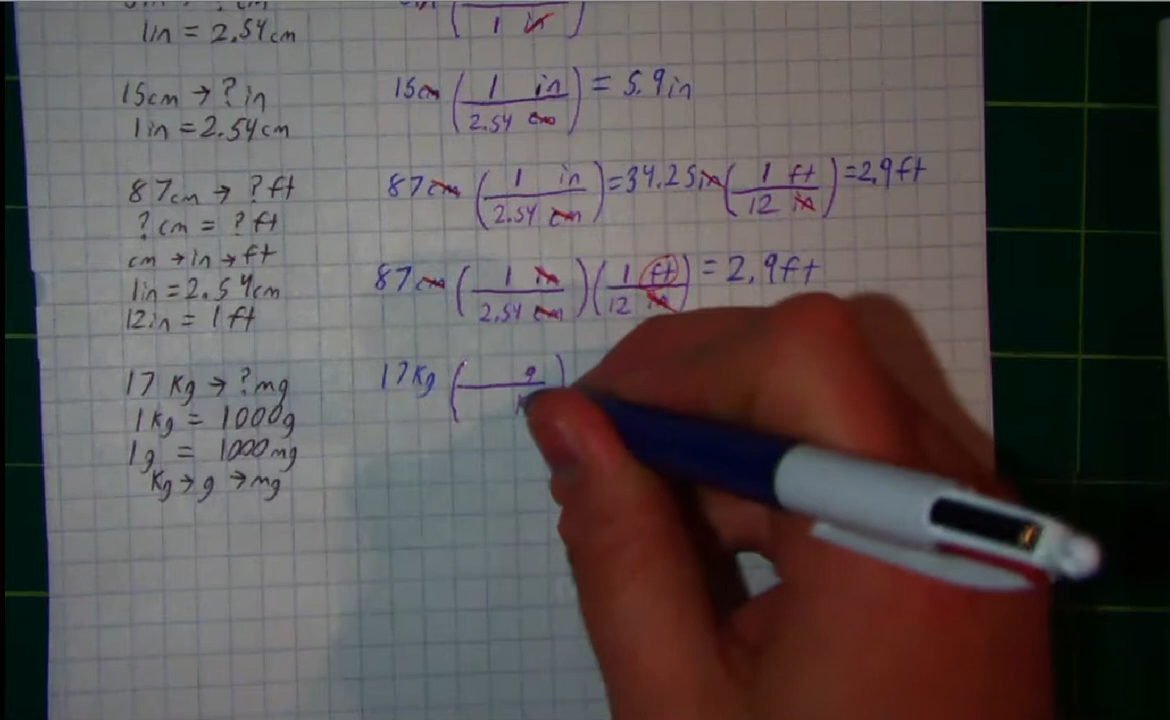 1in = 2.54cm
1 in
15cm → ? in
15cm ( 1 in / 2.54 cm ) = 5.9in
1in = 2.54cm
87cm → ? ft
87cm ( 1 in / 2.54 cm ) = 34.25in ( 1 ft / 12 in ) = 2.9ft
? cm = ? ft
cm → in → ft
87cm ( 1 in / 2.54 cm ) ( 1 ft / 12 in ) = 2.9ft
1in = 2.54cm
12in = 1ft
17 Kg → ? mg
17Kg ( g / K
1Kg = 1000g
1g = 1000mg
Kg → g → mg